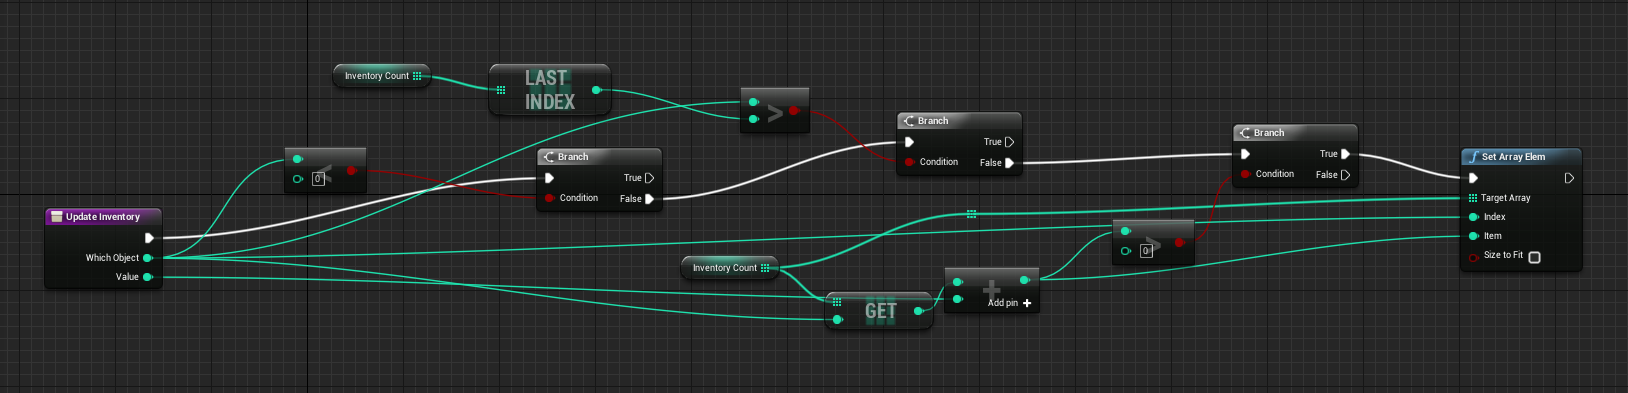 Inventory Count
LAST
INDEX
>
Branch
True
Condition
False
<
0
Branch
True
Condition
False
Branch
True
Condition
False
Set Array Elem
Target Array
Index
Item
Size to Fit
Update Inventory
Which Object
Value
Inventory Count
GET
+
Add pin +
>
0